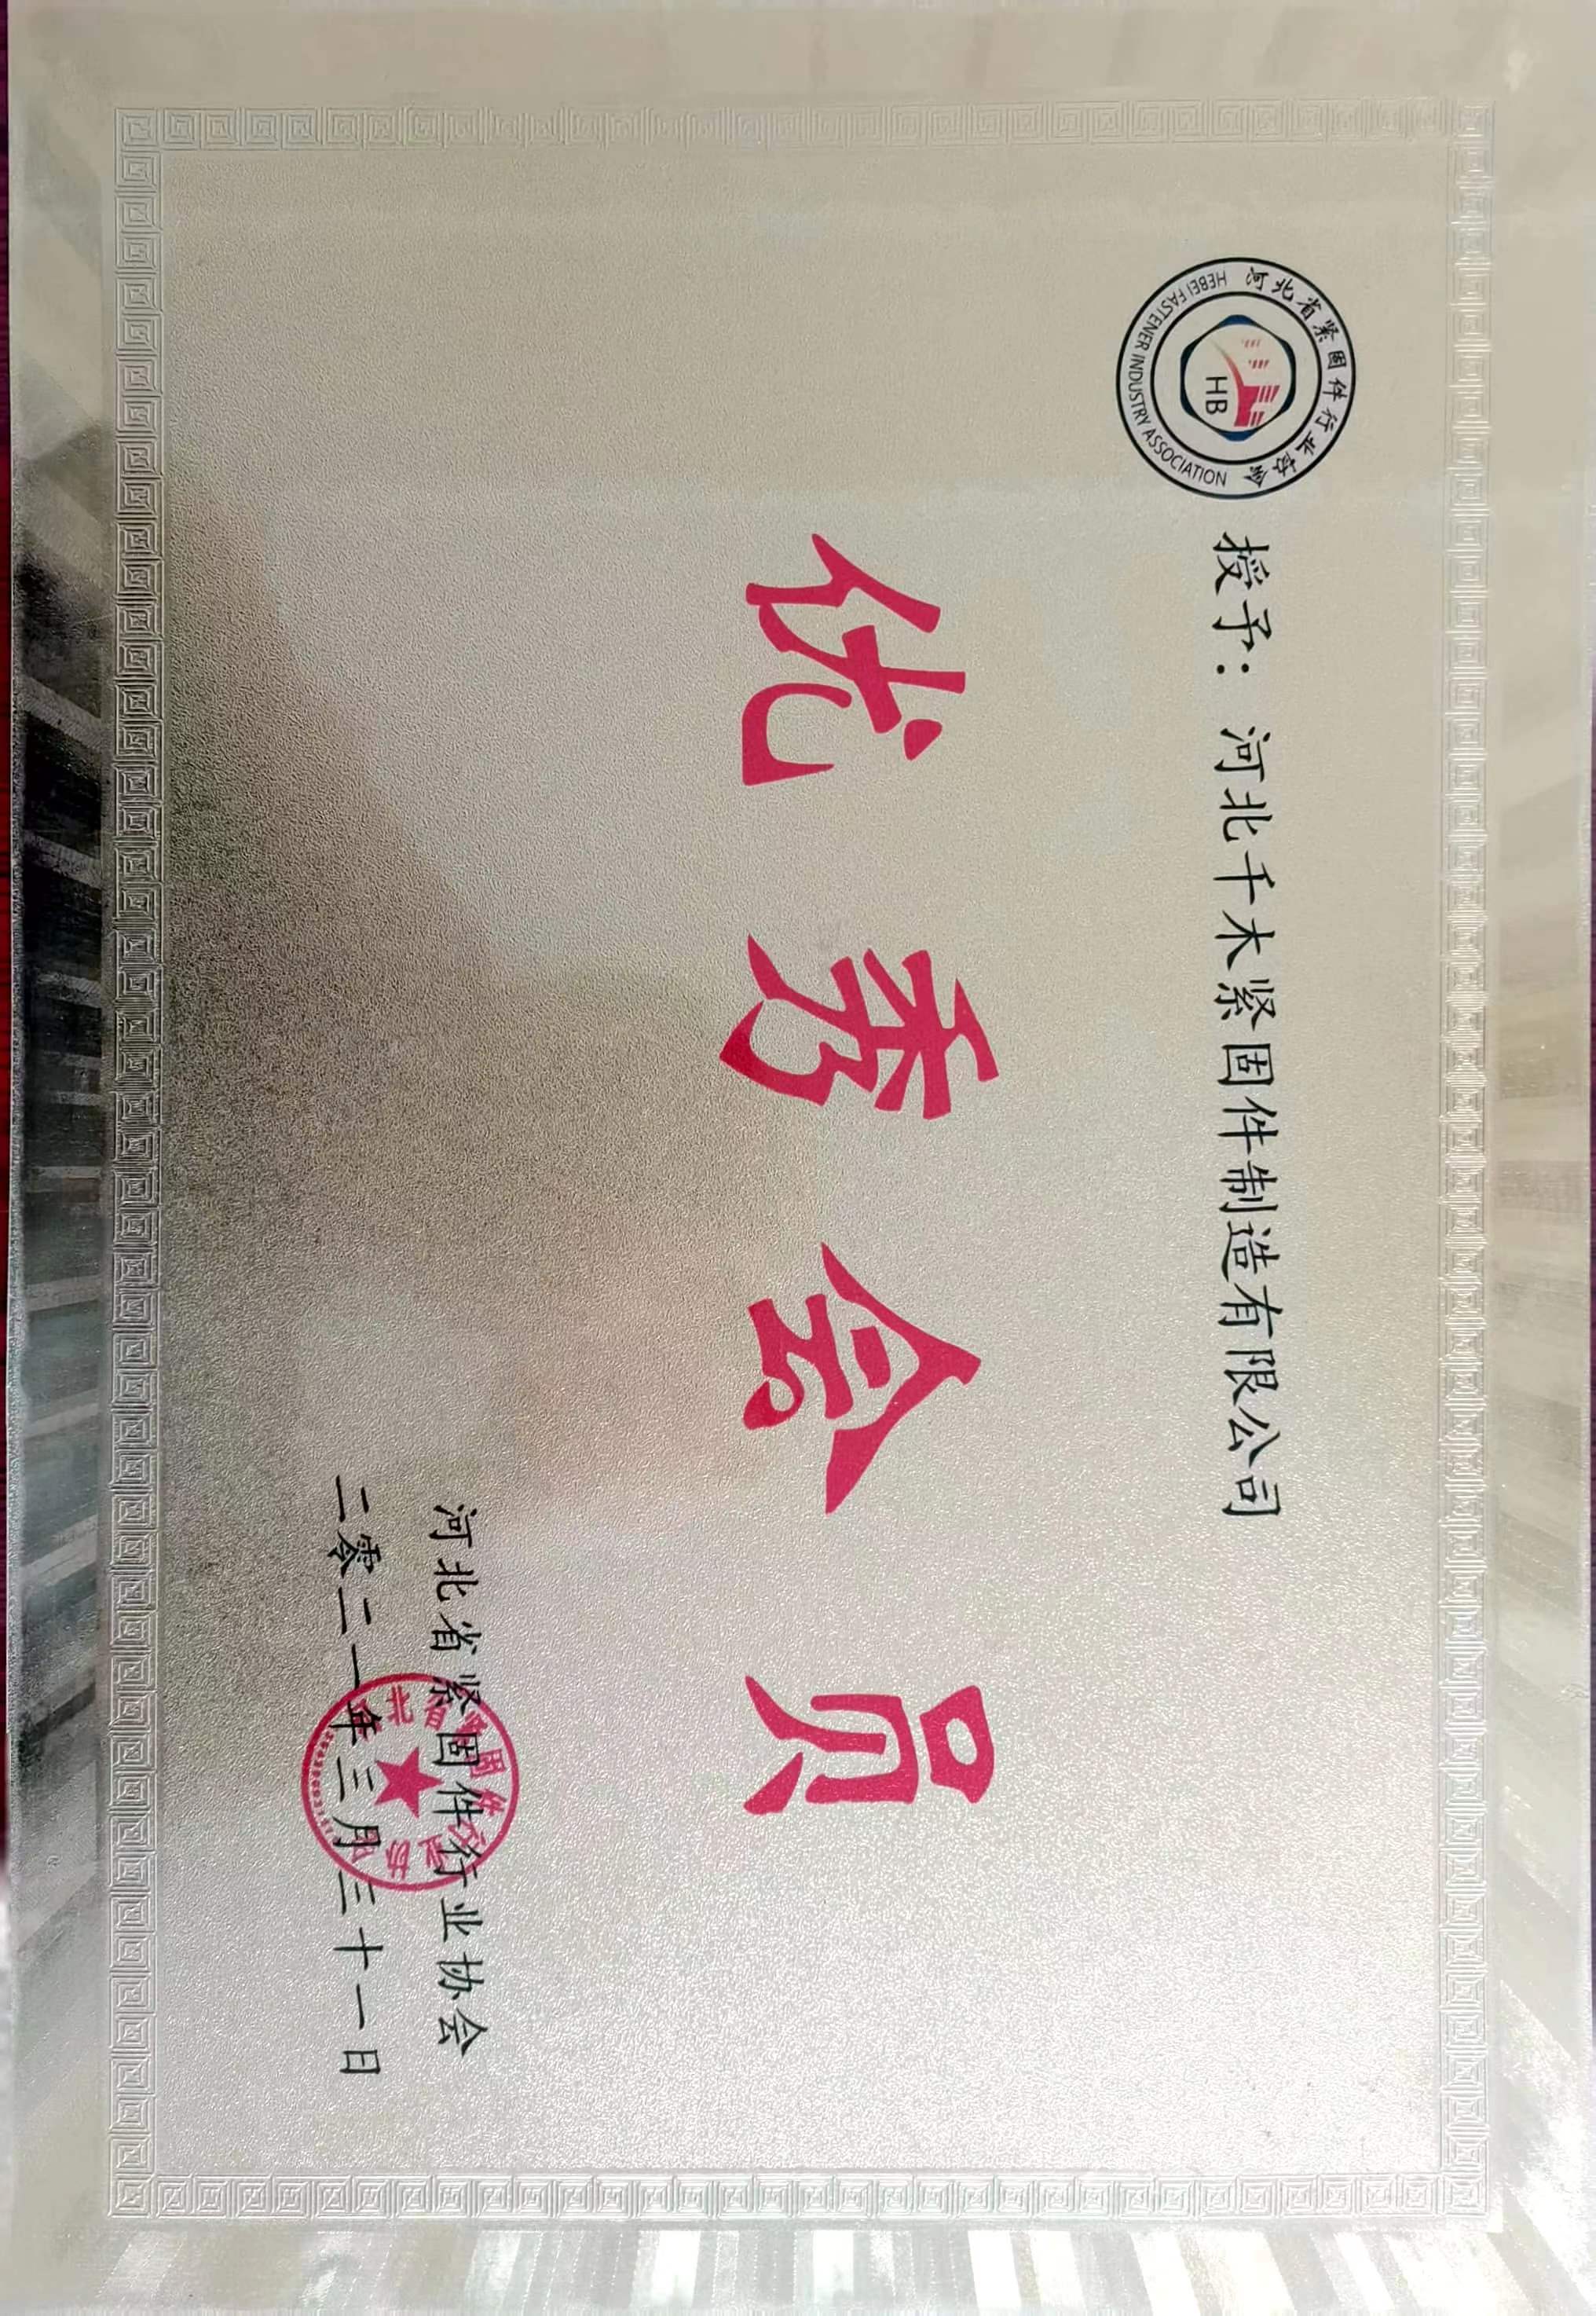 河北省紧固件行业协会
HEBEI FASTENER INDUSTRY ASSOCIATION
HB
授予：河北千木紧固件制造有限公司
优秀会员
河北省紧固件行业协会
二零二一年三月三十一日